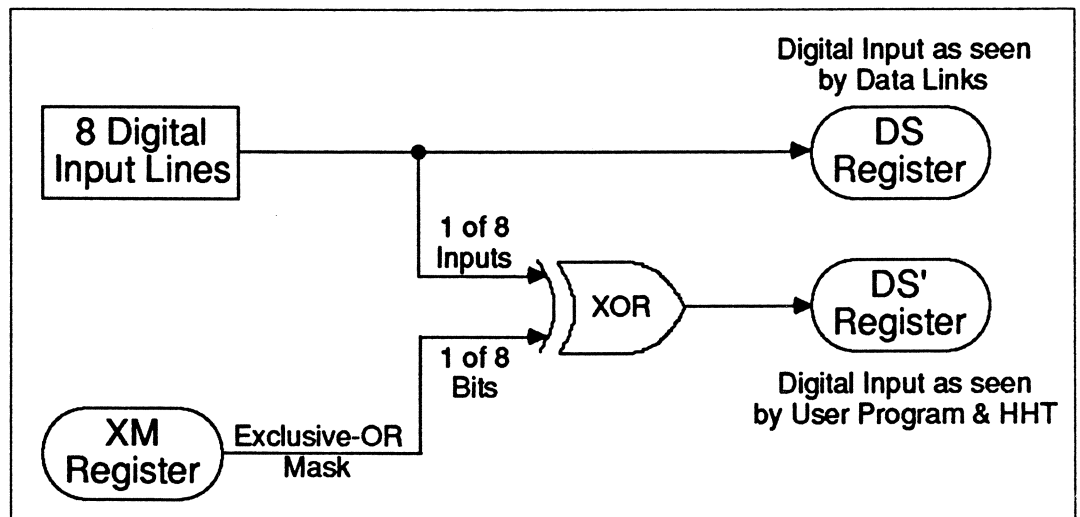 Digital Input as seen
by Data Links
8 Digital
Input Lines
DS
Register
1 of 8
Inputs
XOR
DS'
Register
1 of 8
Bits
Digital Input as seen
by User Program & HHT
XM
Register
Exclusive-OR
Mask